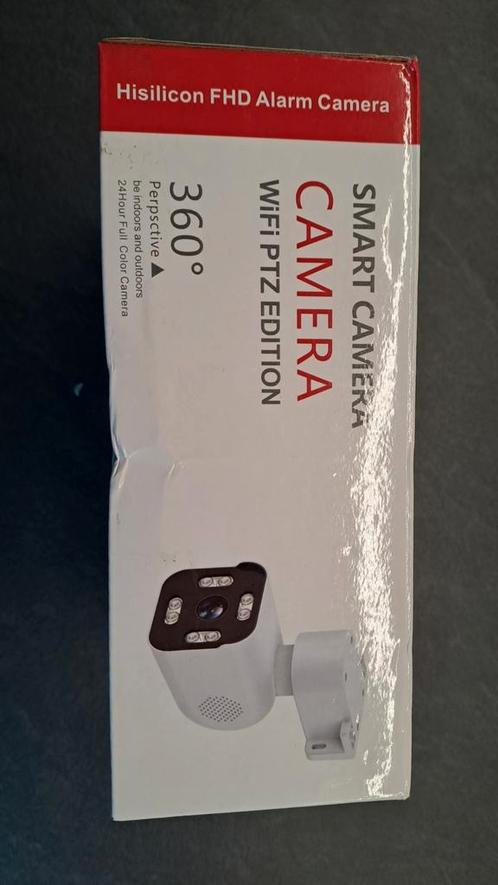 Hisilicon FHD Alarm Camera
SMART CAMERA
CAMERA
WiFi PTZ EDITION
360°
Perpsctive ▲
be indoors and outdoors
24Hour Full Color Camera